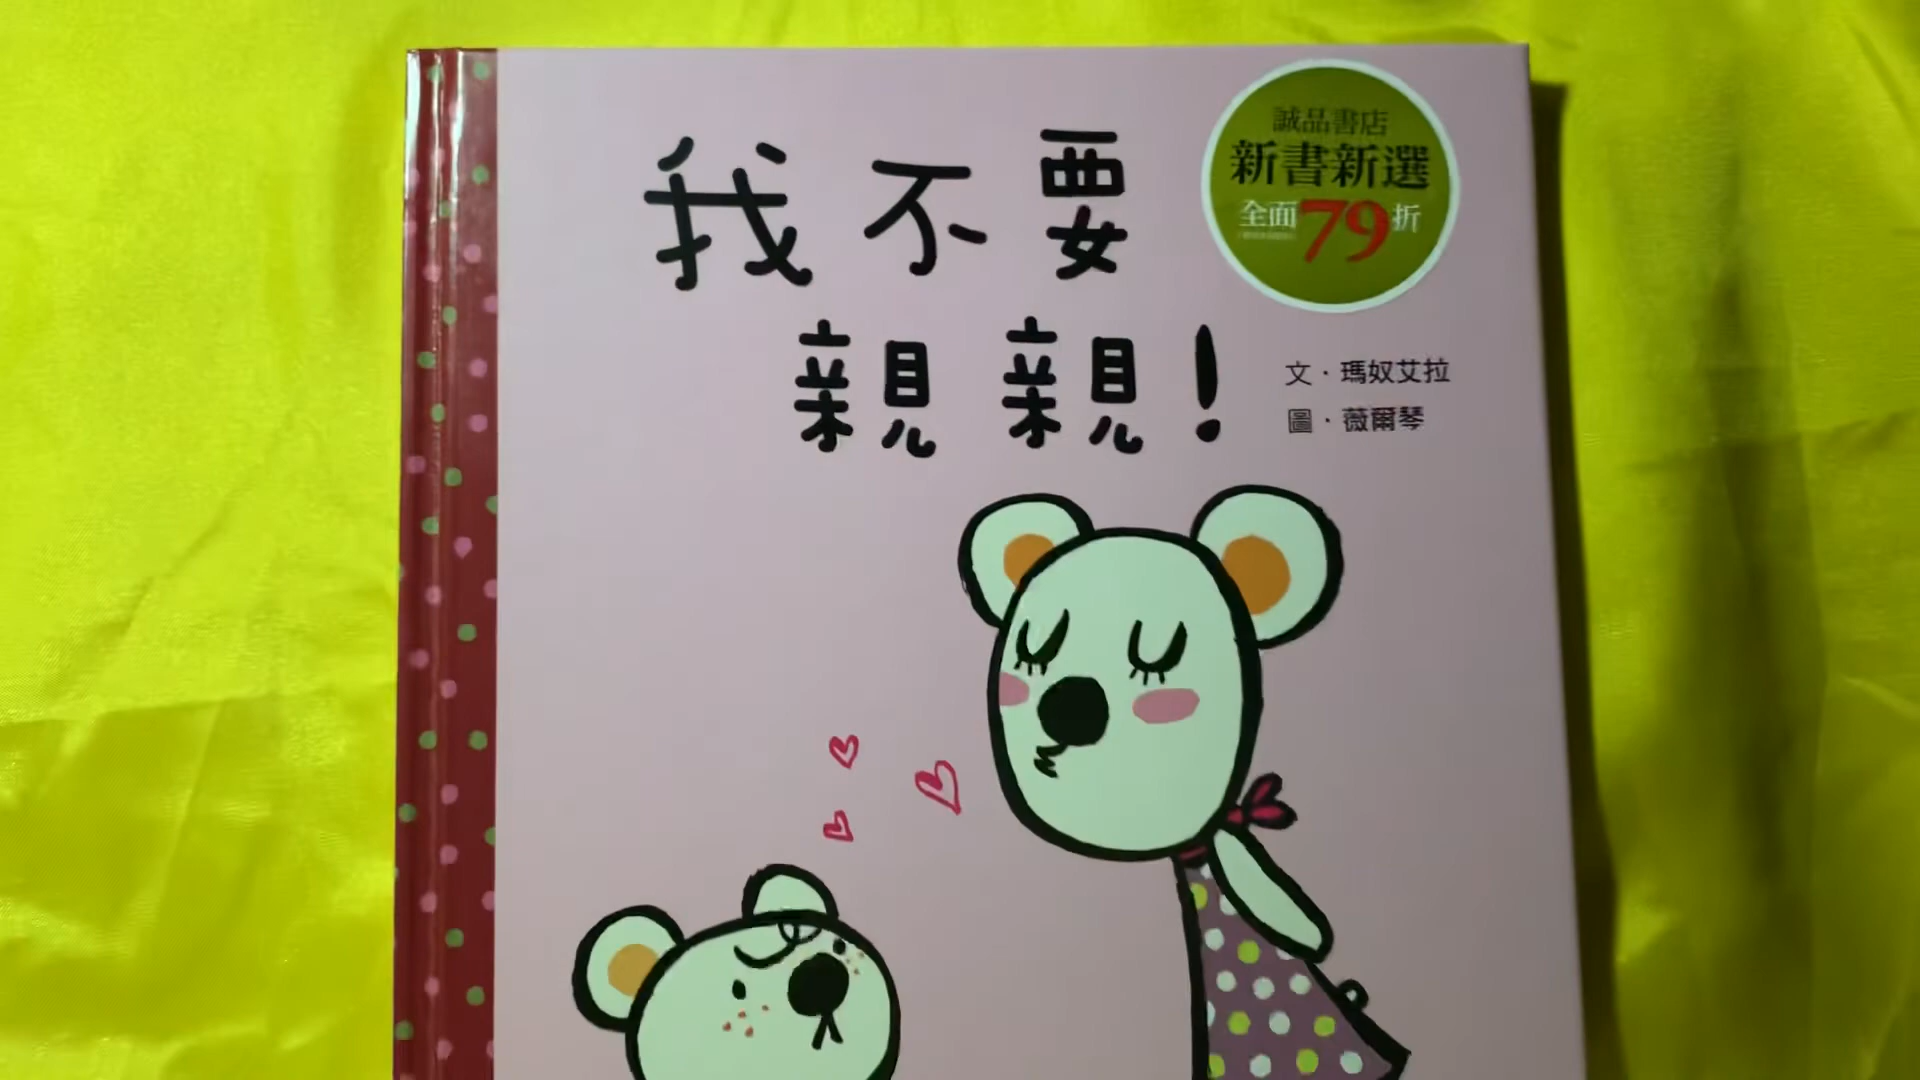 我不要
親親!
誠品書店
新書新選
全面79折
文・瑪奴艾拉
圖・薇爾琴